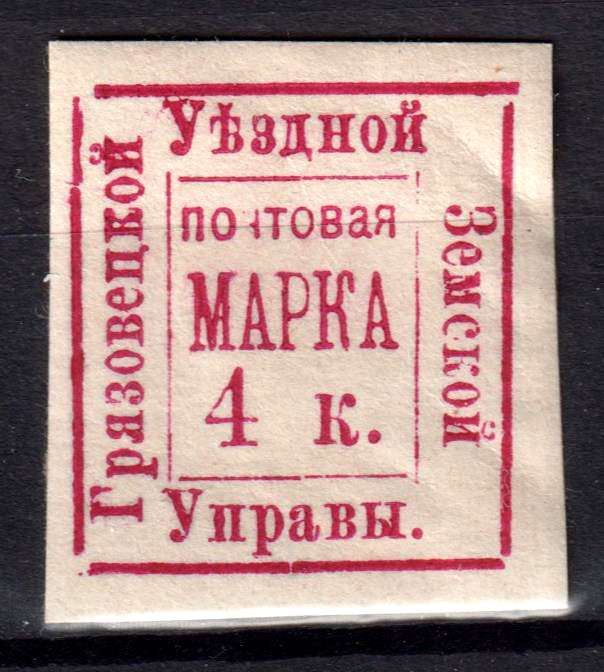 Грязовецкой
Уѣздной
Земской
Управы.
почтовая
МАРКА
4 к.